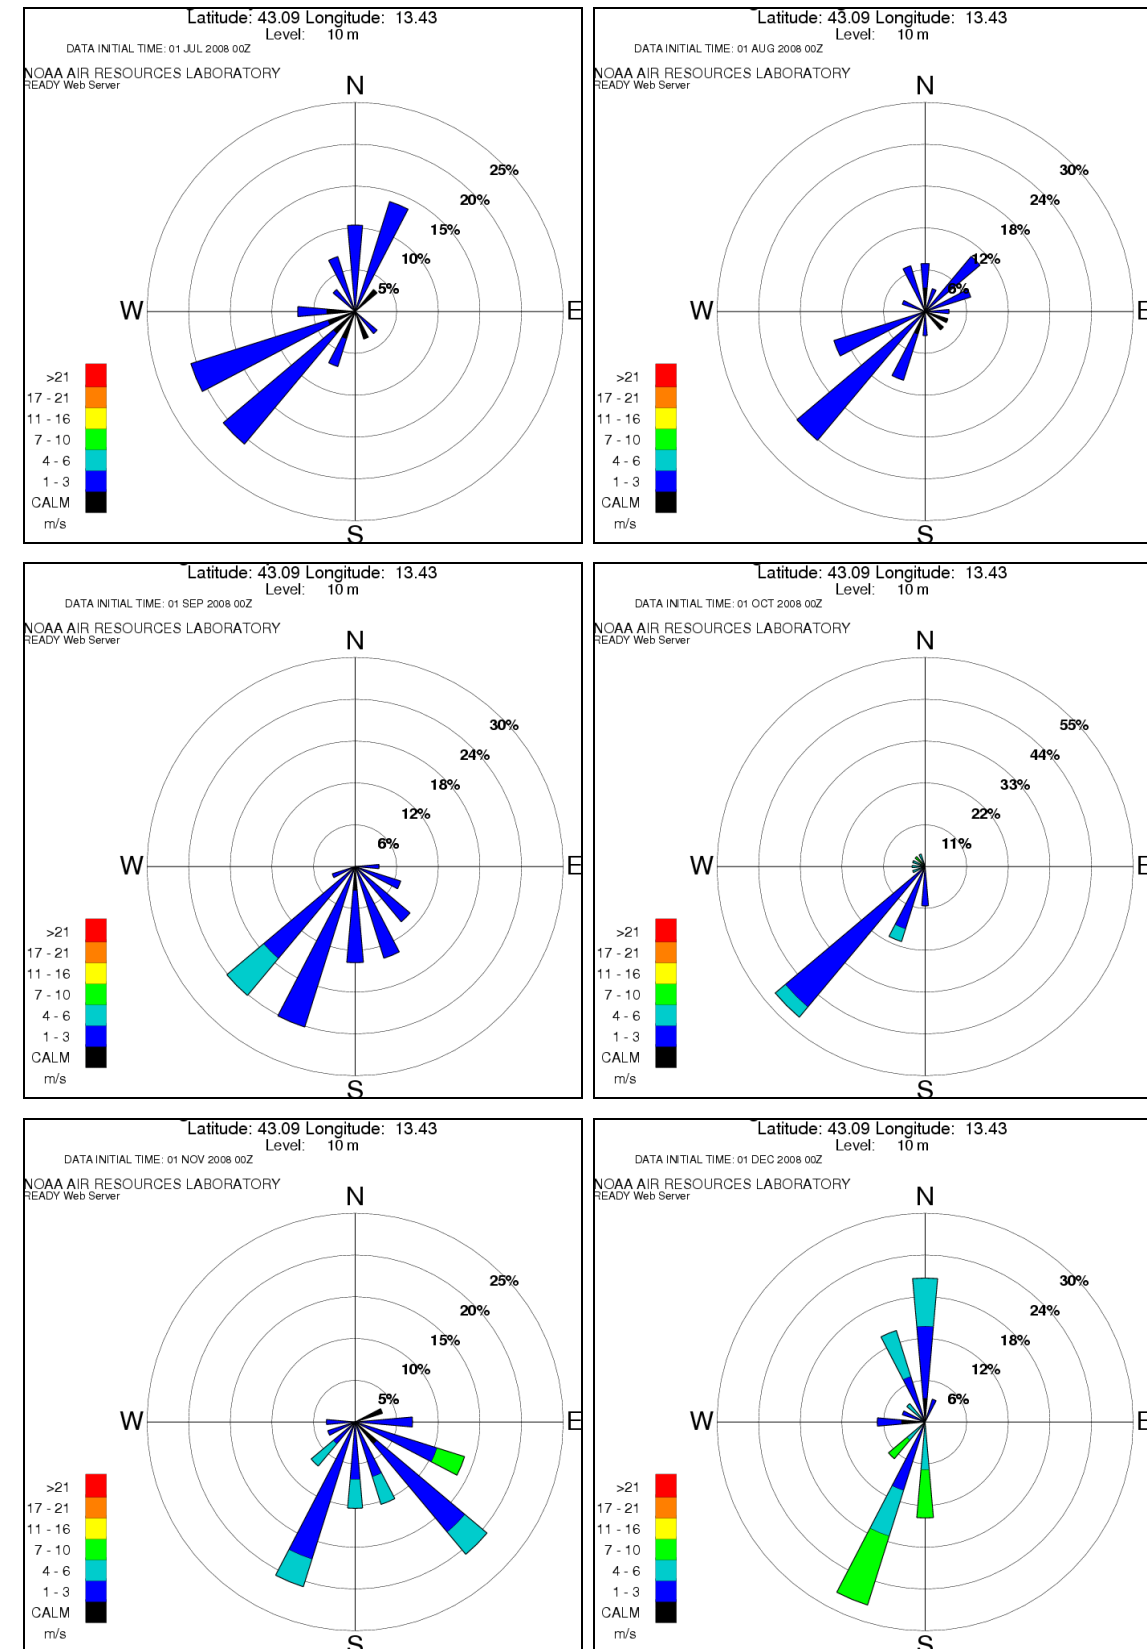 Latitude: 43.09 Longitude: 13.43
Level: 10 m
DATA INITIAL TIME: 01 JUL 2008 00Z
NOAA AIR RESOURCES LABORATORY
READY Web Server
N
25%
20%
15%
10%
5%
W
E
>21
17 - 21
11 - 16
7 - 10
4 - 6
1 - 3
CALM
m/s
S
Latitude: 43.09 Longitude: 13.43
Level: 10 m
DATA INITIAL TIME: 01 AUG 2008 00Z
NOAA AIR RESOURCES LABORATORY
READY Web Server
N
30%
24%
18%
12%
6%
W
E
>21
17 - 21
11 - 16
7 - 10
4 - 6
1 - 3
CALM
m/s
S
Latitude: 43.09 Longitude: 13.43
Level: 10 m
DATA INITIAL TIME: 01 SEP 2008 00Z
NOAA AIR RESOURCES LABORATORY
READY Web Server
N
30%
24%
18%
12%
6%
W
E
>21
17 - 21
11 - 16
7 - 10
4 - 6
1 - 3
CALM
m/s
S
Latitude: 43.09 Longitude: 13.43
Level: 10 m
DATA INITIAL TIME: 01 OCT 2008 00Z
NOAA AIR RESOURCES LABORATORY
READY Web Server
N
55%
44%
33%
22%
11%
W
E
>21
17 - 21
11 - 16
7 - 10
4 - 6
1 - 3
CALM
m/s
S
Latitude: 43.09 Longitude: 13.43
Level: 10 m
DATA INITIAL TIME: 01 NOV 2008 00Z
NOAA AIR RESOURCES LABORATORY
READY Web Server
N
25%
20%
15%
10%
5%
W
E
>21
17 - 21
11 - 16
7 - 10
4 - 6
1 - 3
CALM
m/s
S
Latitude: 43.09 Longitude: 13.43
Level: 10 m
DATA INITIAL TIME: 01 DEC 2008 00Z
NOAA AIR RESOURCES LABORATORY
READY Web Server
N
30%
24%
18%
12%
6%
W
E
>21
17 - 21
11 - 16
7 - 10
4 - 6
1 - 3
CALM
m/s
S